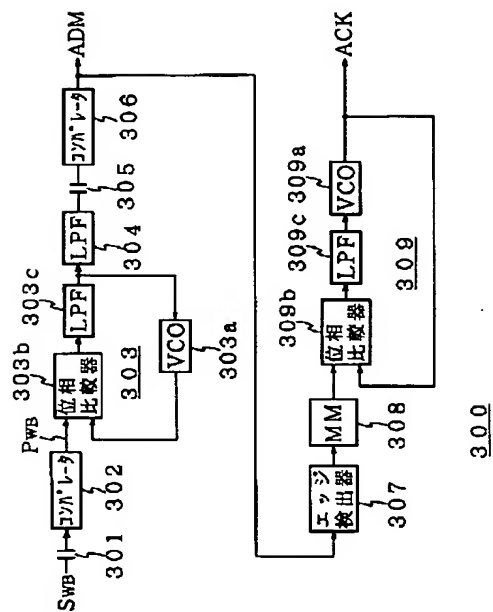 SWB
301
コンパレータ
302
PWB
303b
位相
比較器
303
303c
LPF
303a
VCO
LPF
304
305
コンパレータ
306
ADM
エッジ
検出器
307
MM
308
309b
位相
比較器
309c
LPF
309
309a
VCO
ACK
300